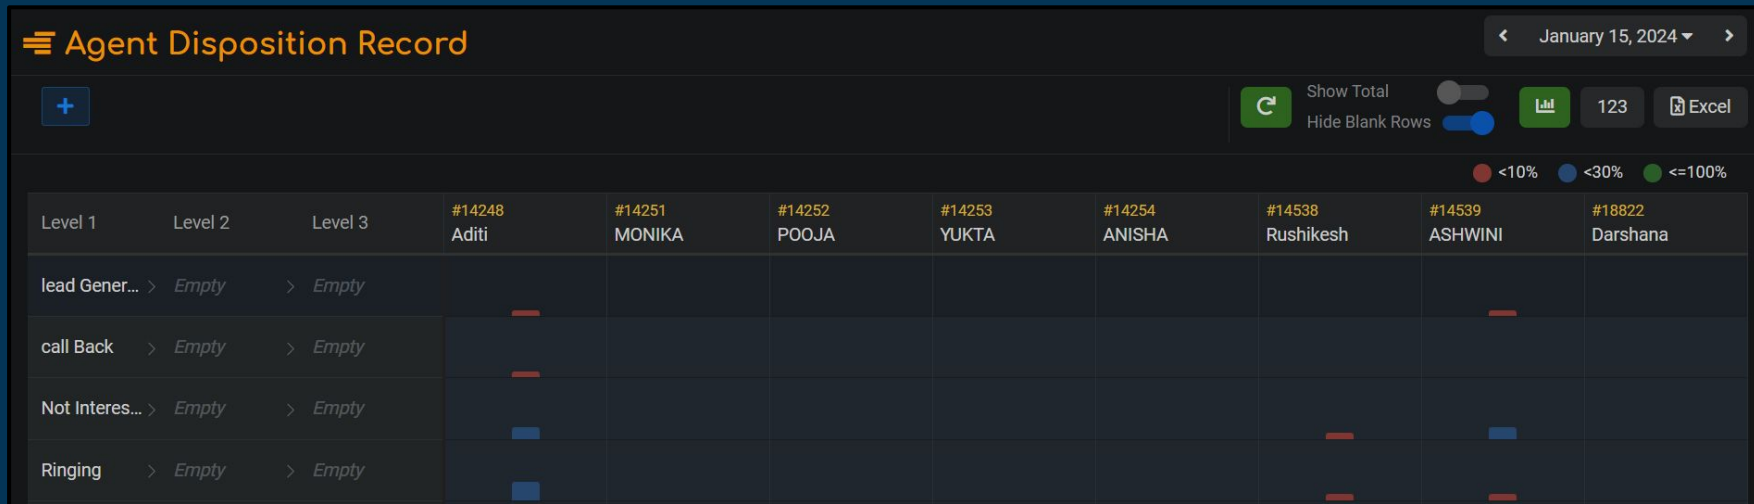 Agent Disposition Record
January 15, 2024
Show Total
Hide Blank Rows
123
Excel
<10% <30% <=100%
Level 1 Level 2 Level 3 #14248 #14251 #14252 #14253 #14254 #14538 #14539 #18822
Aditi MONIKA POOJA YUKTA ANISHA Rushikesh ASHWINI Darshana
lead Gener... > Empty > Empty
call Back > Empty > Empty
Not Interes... > Empty > Empty
Ringing > Empty > Empty